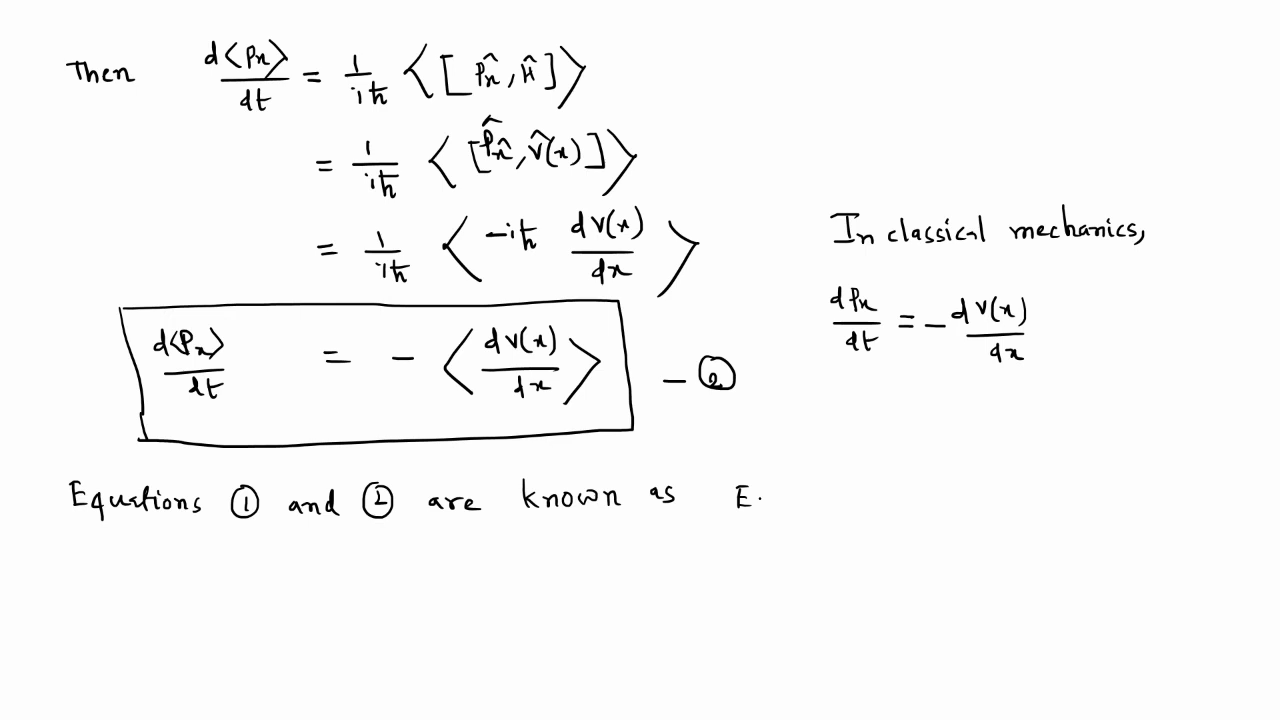 Then d⟨Px⟩/dt = 1/iħ ⟨[P̂x, Ĥ]⟩
= 1/iħ ⟨[P̂x, V̂(x)]⟩
= 1/iħ ⟨-iħ dV(x)/dx⟩
d⟨Px⟩/dt = - ⟨dV(x)/dx⟩ - ②
In classical mechanics,
dPx/dt = - dV(x)/dx
Equations ① and ② are known as E.